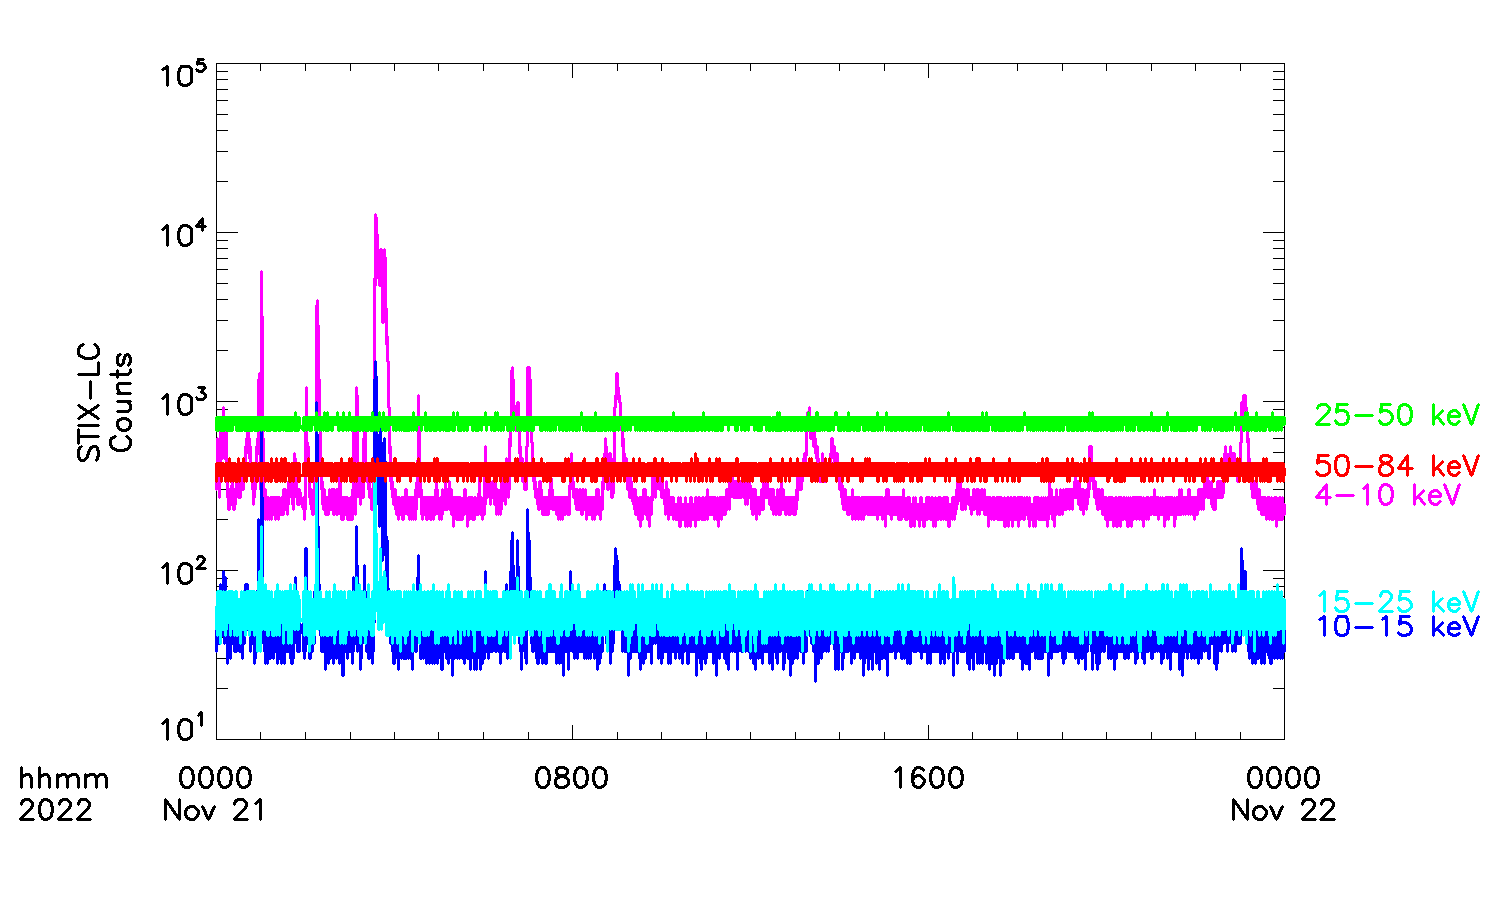 10⁵
10⁴
10³
10²
10¹
STIX-LC
Counts
25-50 keV
50-84 keV
4-10 keV
15-25 keV
10-15 keV
hhmm 0000 0800 1600 0000
2022 Nov 21 Nov 22